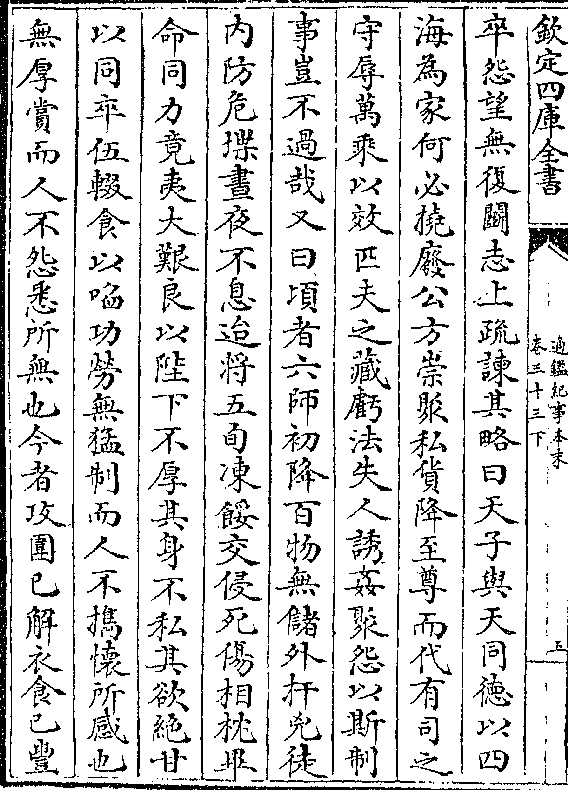 欽定四庫全書
通鑑紀事本末
卷三十三下
五
卒怨望無復鬭志上疏諫其略曰天子與天同德以四
海為家何必撓廢公方崇聚私貨降至尊而代有司之
守辱萬乘以效匹夫之藏虧法失人誘姦聚怨以斯制
事豈不過哉又曰頃者六師初降百物無儲外扞兇徒
内防危堞晝夜不息迨將五旬凍餒交侵死傷相枕畢
命同力竟夷大艱良以陛下不厚其身不私其欲絕甘
以同卒伍輟食以啗功勞無猛制而人不攜懷所感也
無厚賞而人不怨悉所無也今者攻圍已解衣食已豐